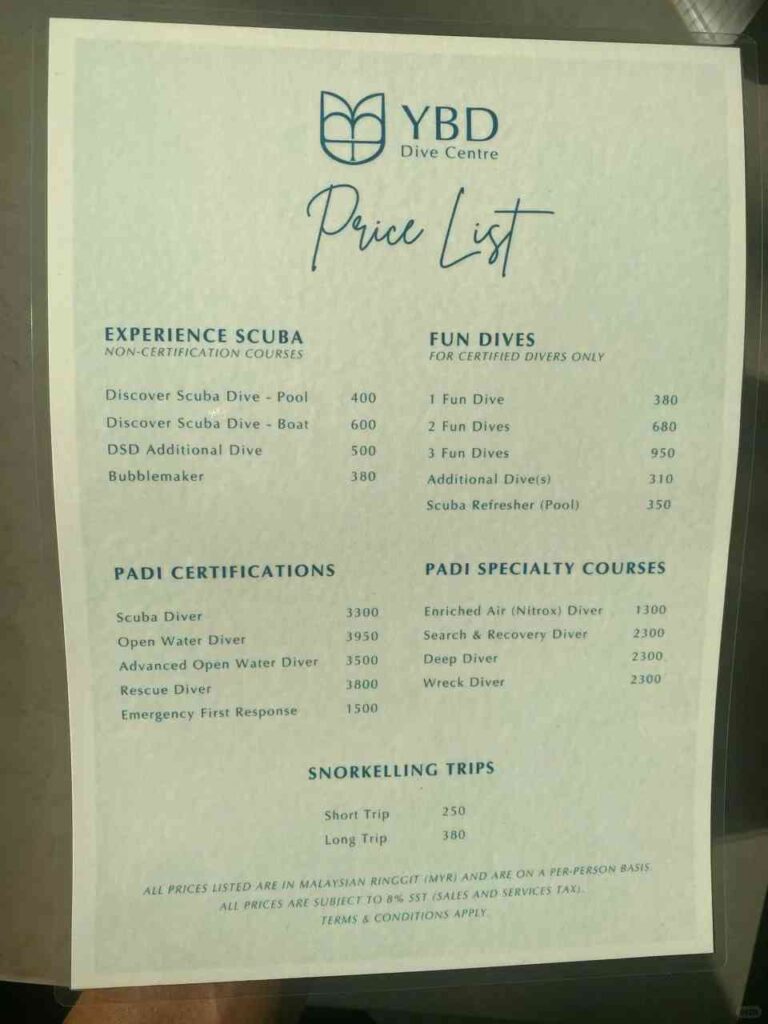 YBD
Dive Centre
Price List
EXPERIENCE SCUBA
NON-CERTIFICATION COURSES
Discover Scuba Dive - Pool 400
Discover Scuba Dive - Boat 600
DSD Additional Dive 500
Bubblemaker 380
FUN DIVES
FOR CERTIFIED DIVERS ONLY
1 Fun Dive 380
2 Fun Dives 680
3 Fun Dives 950
Additional Dive(s) 310
Scuba Refresher (Pool) 350
PADI CERTIFICATIONS
Scuba Diver 3300
Open Water Diver 3950
Advanced Open Water Diver 3500
Rescue Diver 3800
Emergency First Response 1500
PADI SPECIALTY COURSES
Enriched Air (Nitrox) Diver 1300
Search & Recovery Diver 2300
Deep Diver 2300
Wreck Diver 2300
SNORKELLING TRIPS
Short Trip 250
Long Trip 380
ALL PRICES LISTED ARE IN MALAYSIAN RINGGIT (MYR) AND ARE ON A PER-PERSON BASIS.
ALL PRICES ARE SUBJECT TO 8% SST (SALES AND SERVICES TAX).
TERMS & CONDITIONS APPLY.